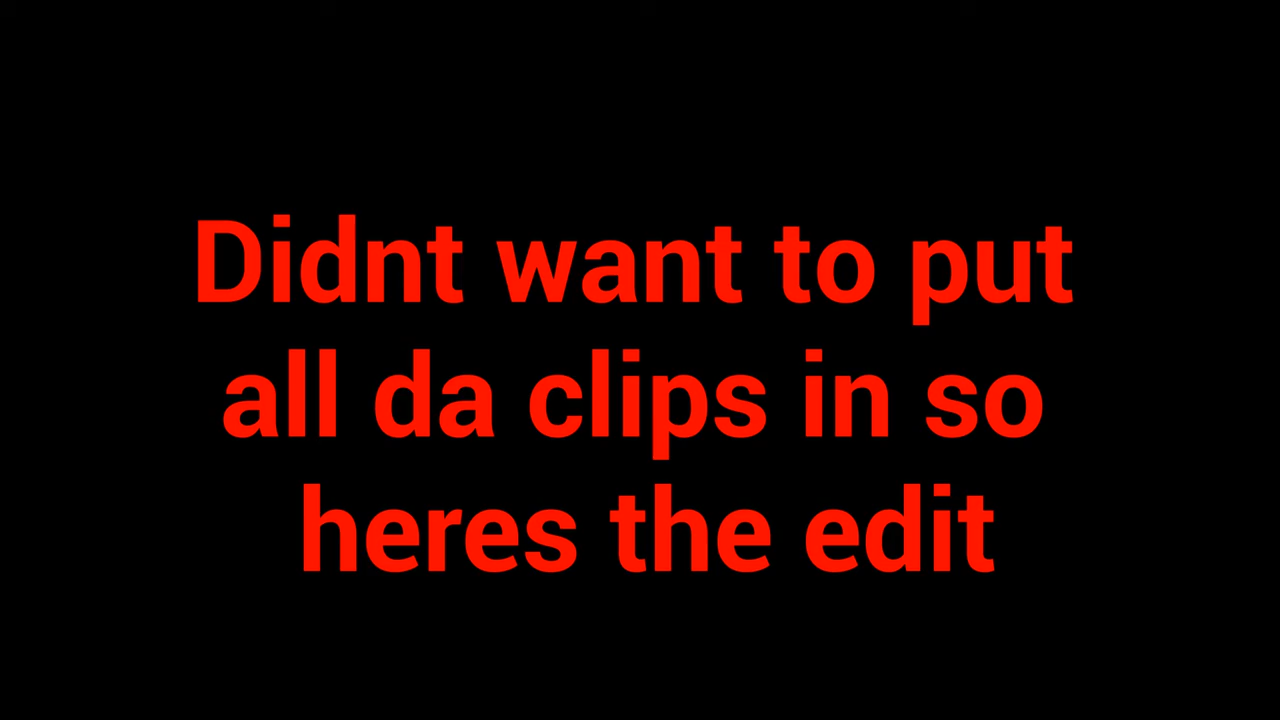 Didnt want to put
all da clips in so
heres the edit